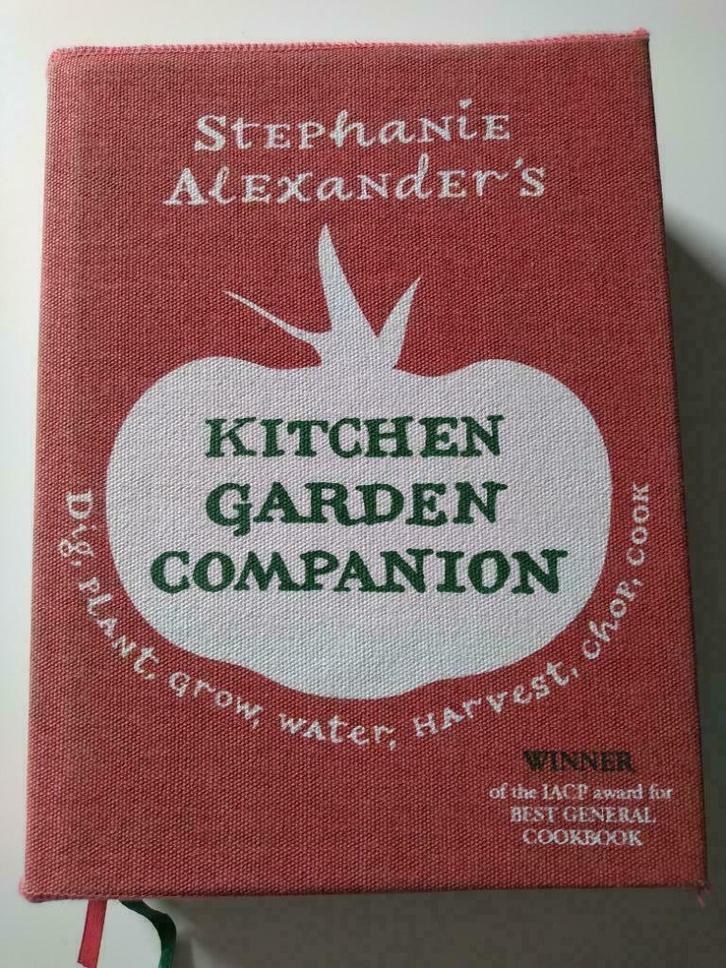 Stephanie
Alexander's
KITCHEN
GARDEN
COMPANION
Dig, plant, grow, water, harvest, chop, cook
WINNER
of the IACP award for
BEST GENERAL
COOKBOOK